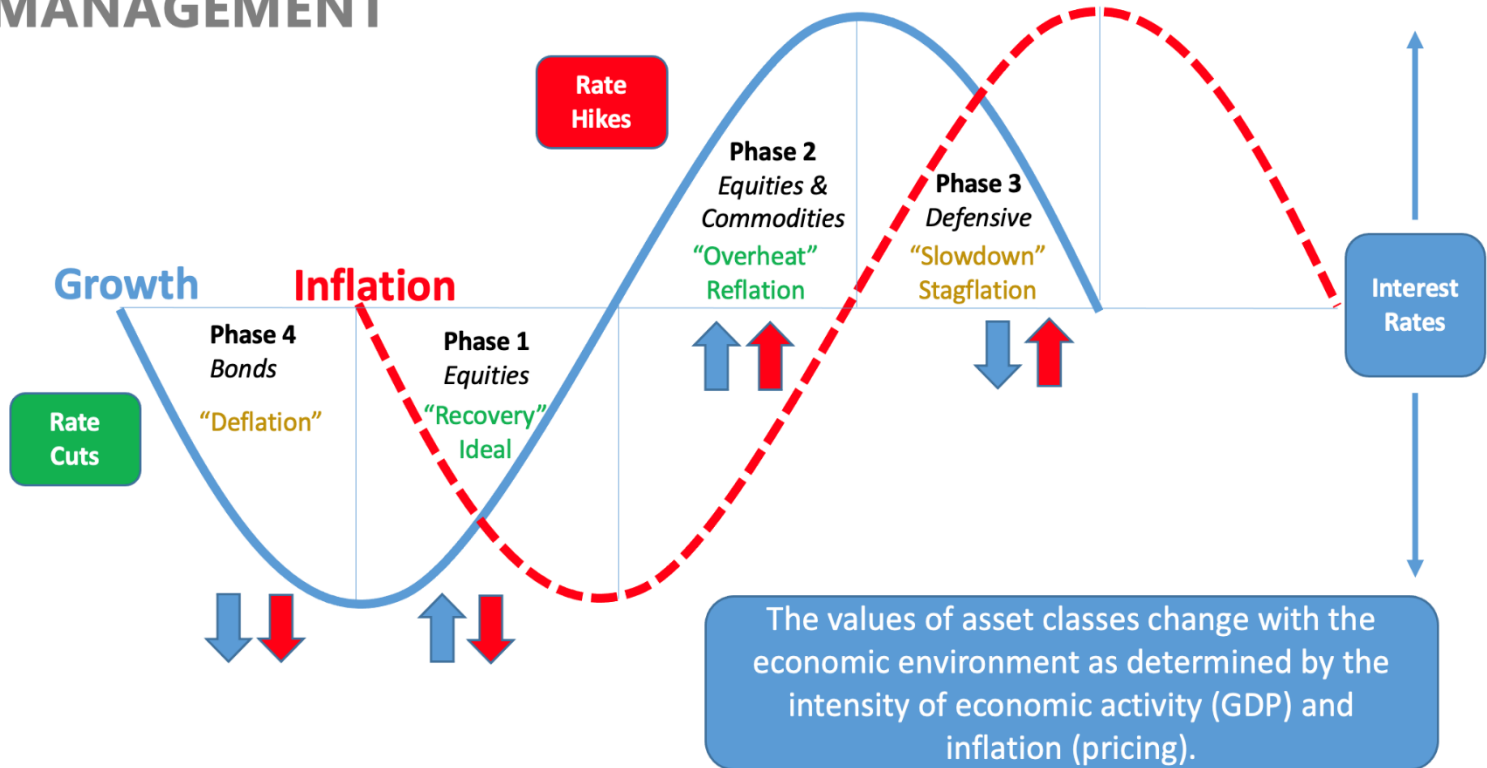 MANAGEMENT
Rate
Hikes
Phase 2
Equities &
Commodities
“Overheat”
Reflation
Phase 3
Defensive
“Slowdown”
Stagflation
Growth
Inflation
Interest
Rates
Phase 4
Bonds
“Deflation”
Phase 1
Equities
“Recovery”
Ideal
Rate
Cuts
The values of asset classes change with the
economic environment as determined by the
intensity of economic activity (GDP) and
inflation (pricing).